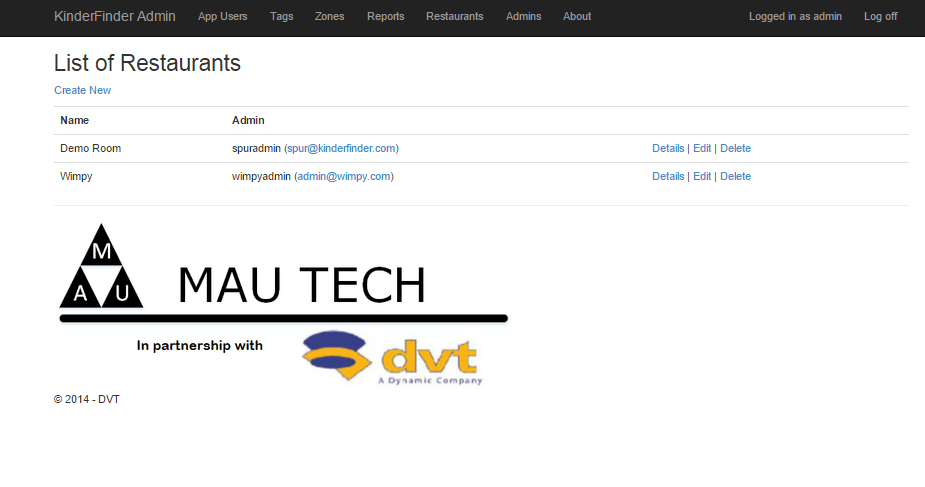 KinderFinder Admin App Users Tags Zones Reports Restaurants Admins About Logged in as admin Log off
List of Restaurants
Create New
Name Admin
Demo Room spuradmin (spur@kinderfinder.com) Details | Edit | Delete
Wimpy wimpyadmin (admin@wimpy.com) Details | Edit | Delete
M
A U
MAU TECH
In partnership with
dvt
A Dynamic Company
© 2014 - DVT